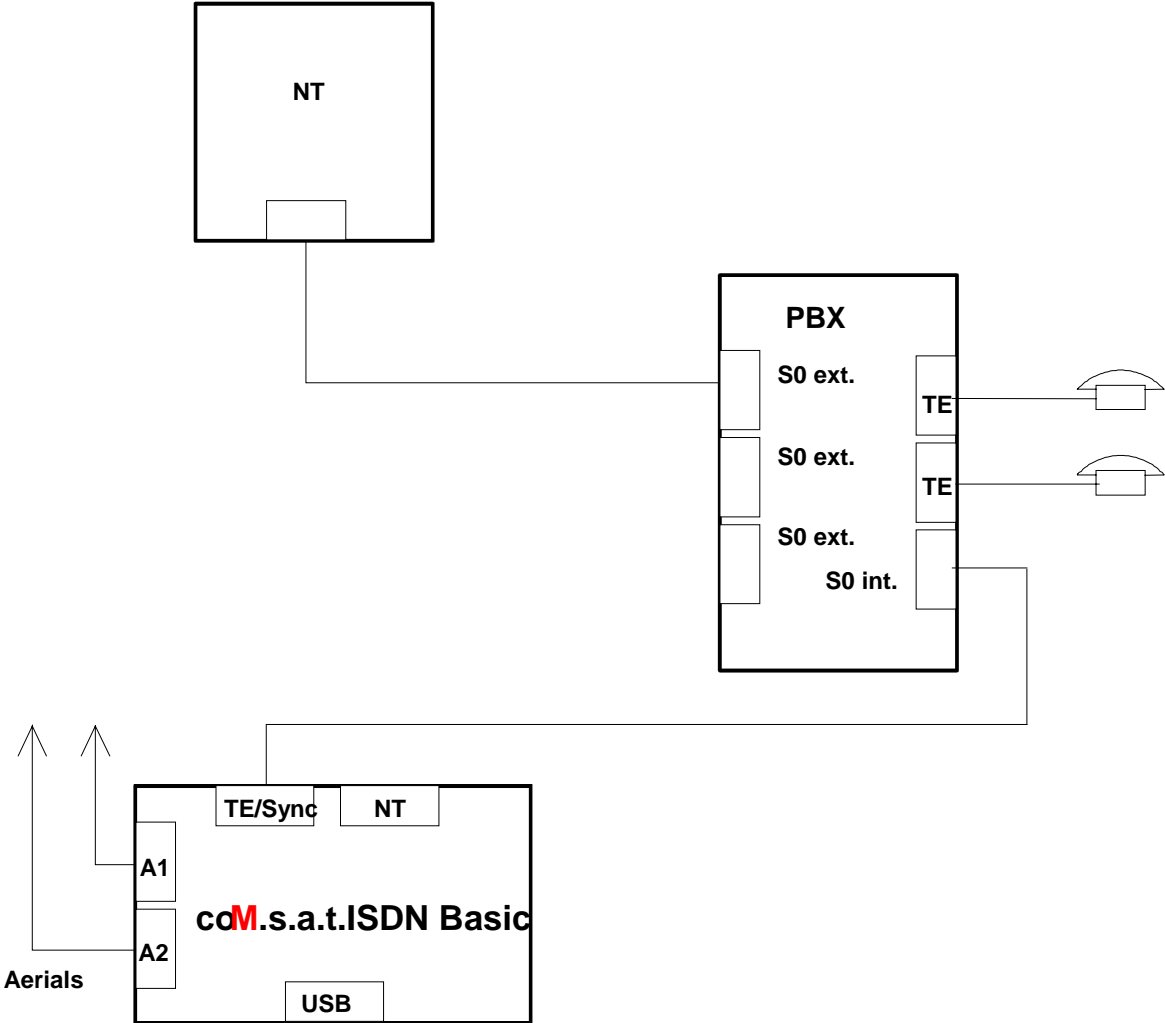 NT
PBX
S0 ext.
TE
S0 ext.
TE
S0 ext.
S0 int.
TE/Sync
NT
A1
coM.s.a.t.ISDN Basic
A2
Aerials
USB